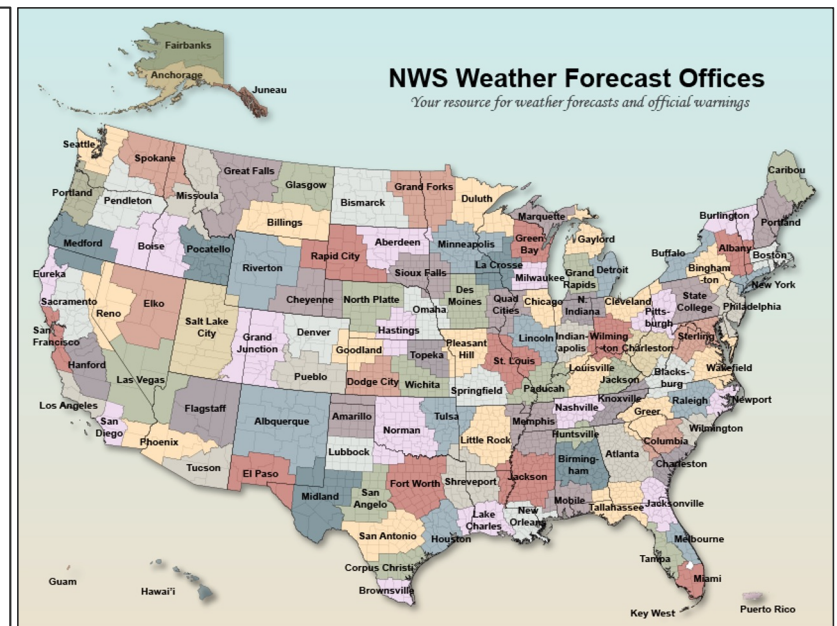 NWS Weather Forecast Offices
Your resource for weather forecasts and official warnings
Fairbanks
Anchorage
Juneau
Seattle
Spokane
Portland
Pendleton
Missoula
Great Falls
Glasgow
Billings
Bismarck
Grand Forks
Duluth
Marquette
Caribou
Burlington
Portland
Medford
Boise
Pocatello
Riverton
Rapid City
Aberdeen
Minneapolis
Green
Bay
Gaylord
Buffalo
Albany
Boston
Bingham
-ton
Eureka
Sioux Falls
La Crosse
Milwaukee
Grand
Rapids
Detroit
New York
Sacramento
Reno
Elko
Salt Lake
City
Cheyenne
North Platte
Omaha
Des
Moines
Quad
Cities
Chicago
N.
Indiana
Cleveland
Pitts-
burgh
State
College
Philadelphia
San
Francisco
Hanford
Las Vegas
Grand
Junction
Denver
Pueblo
Goodland
Hastings
Topeka
Pleasant
Hill
Lincoln
Indian-
apolis
Wilming
-ton
Charleston
Sterling
Dodge City
Wichita
Springfield
St. Louis
Paducah
Louisville
Jackson
Blacks-
burg
Wakefield
Los Angeles
San
Diego
Phoenix
Flagstaff
Albuquerque
Amarillo
Norman
Tulsa
Little Rock
Memphis
Nashville
Knoxville
Greer
Raleigh
Newport
Tucson
El Paso
Lubbock
Huntsville
Birming-
ham
Atlanta
Columbia
Wilmington
Charleston
Midland
San
Angelo
Fort Worth
Shreveport
Jackson
Mobile
Tallahassee
Jacksonville
San Antonio
Houston
Lake
Charles
New
Orleans
Corpus Christi
Brownsville
Melbourne
Tampa
Miami
Key West
Puerto Rico
Guam
Hawai'i